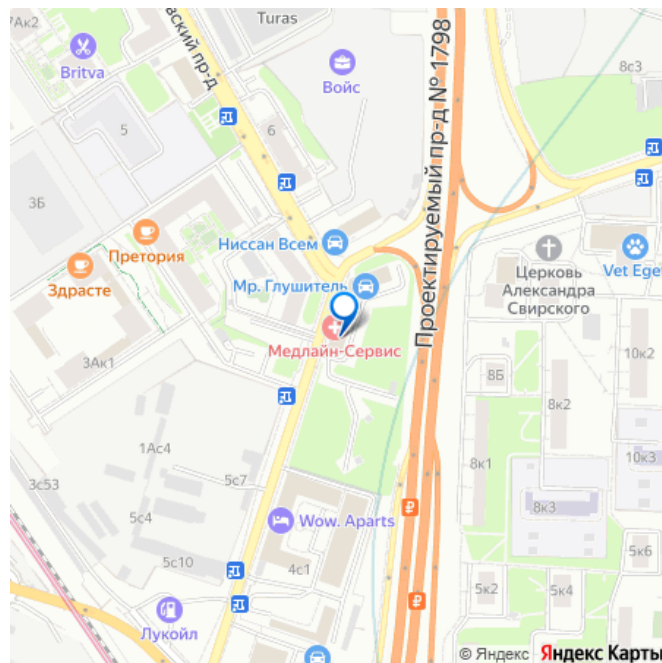 7Ак2
Turas
Britva
вский пр-д
Войс
8с3
5
6
Проектируемый пр-д № 1798
3Б
Претория
Ниссан Всем
Здрасте
Мр. Глушитель
Церковь
Александра
Свирского
Vet Ege
Медлайн-Сервис
3Ак1
8Б
10к2
8к2
1Ас4
5с7
8к1
10к3
3с53
5с4
8к3
Wow. Aparts
5с10
4с1
5к6
5к2
5к4
Лукойл
© Яндекс Яндекс Карты